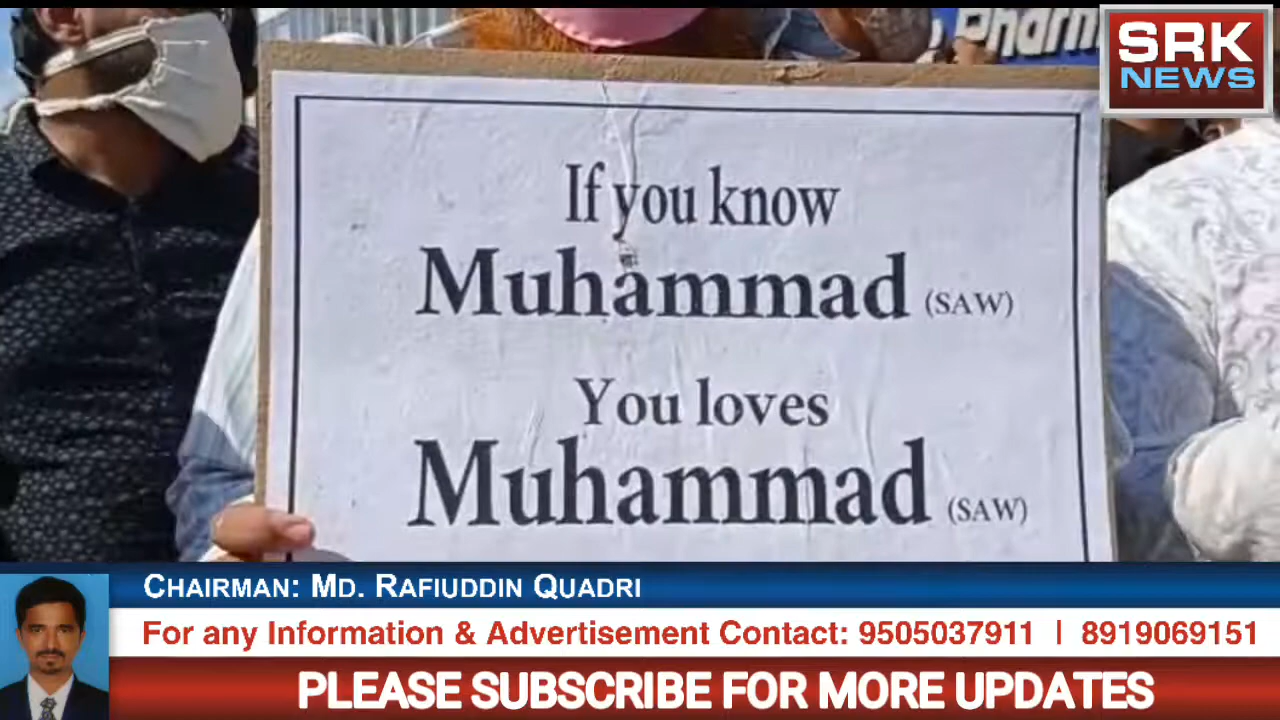 Pharm
SRK
NEWS
If you know
Muhammad (SAW)
You loves
Muhammad (SAW)
CHAIRMAN: MD. RAFIUDDIN QUADRI
For any Information & Advertisement Contact: 9505037911 | 8919069151
PLEASE SUBSCRIBE FOR MORE UPDATES